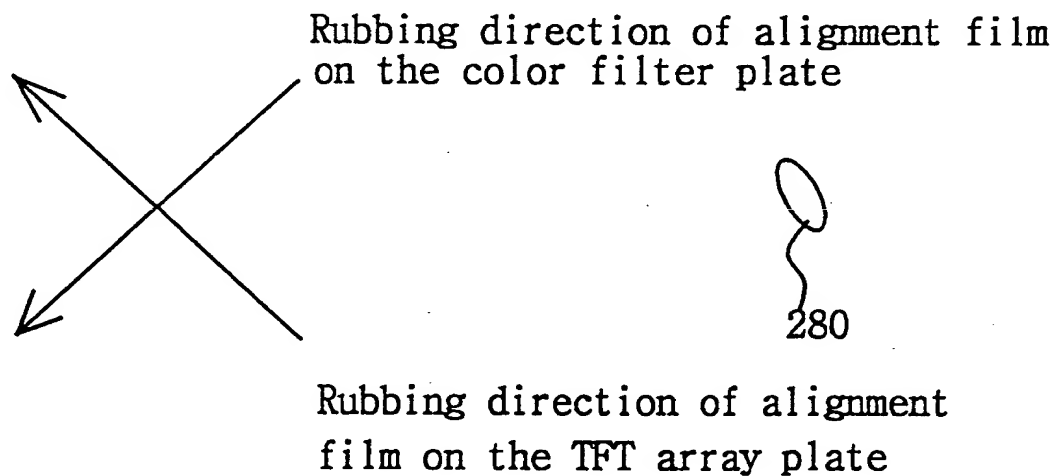 Rubbing direction of alignment film
on the color filter plate
280
Rubbing direction of alignment
film on the TFT array plate